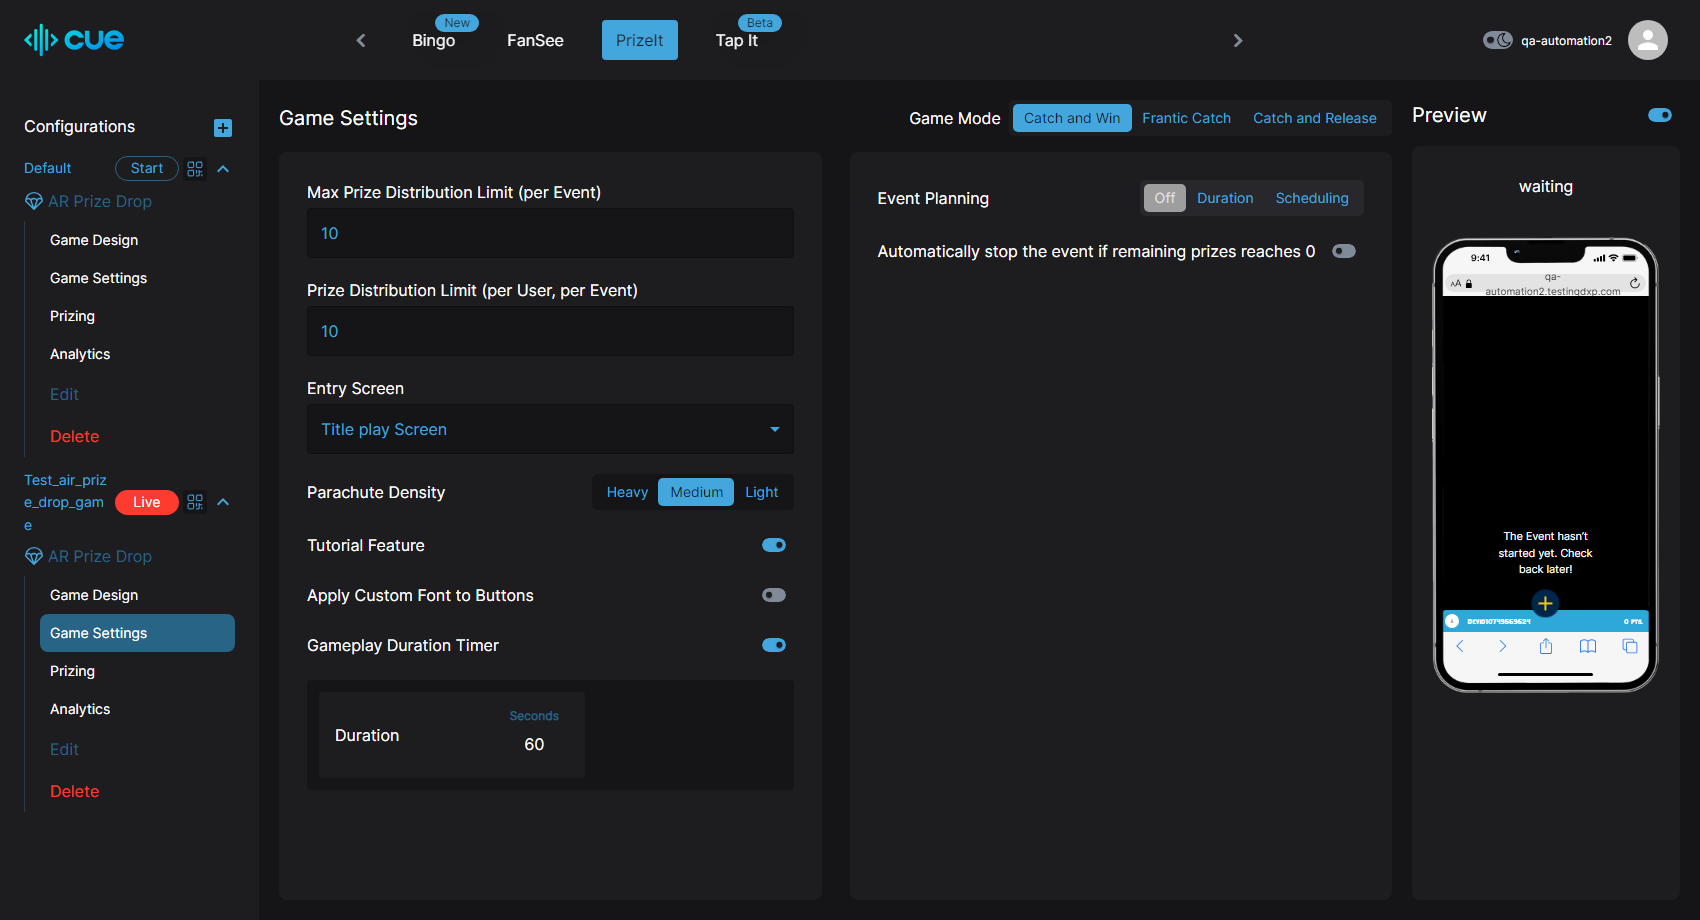 cue
New
Bingo
FanSee
PrizeIt
Beta
Tap It
qa-automation2
Configurations
Default
Start
AR Prize Drop
Game Design
Game Settings
Prizing
Analytics
Edit
Delete
Test_air_priz
e_drop_gam
e
Live
AR Prize Drop
Game Design
Game Settings
Prizing
Analytics
Edit
Delete
Game Settings
Game Mode
Catch and Win
Frantic Catch
Catch and Release
Max Prize Distribution Limit (per Event)
10
Prize Distribution Limit (per User, per Event)
10
Entry Screen
Title play Screen
Parachute Density
Heavy
Medium
Light
Tutorial Feature
Apply Custom Font to Buttons
Gameplay Duration Timer
Duration
Seconds
60
Event Planning
Off
Duration
Scheduling
Automatically stop the event if remaining prizes reaches 0
Preview
waiting
9:41
AA
qa-
automation2.testingdxp.com
The Event hasn't
started yet. Check
back later!
0 PTS.